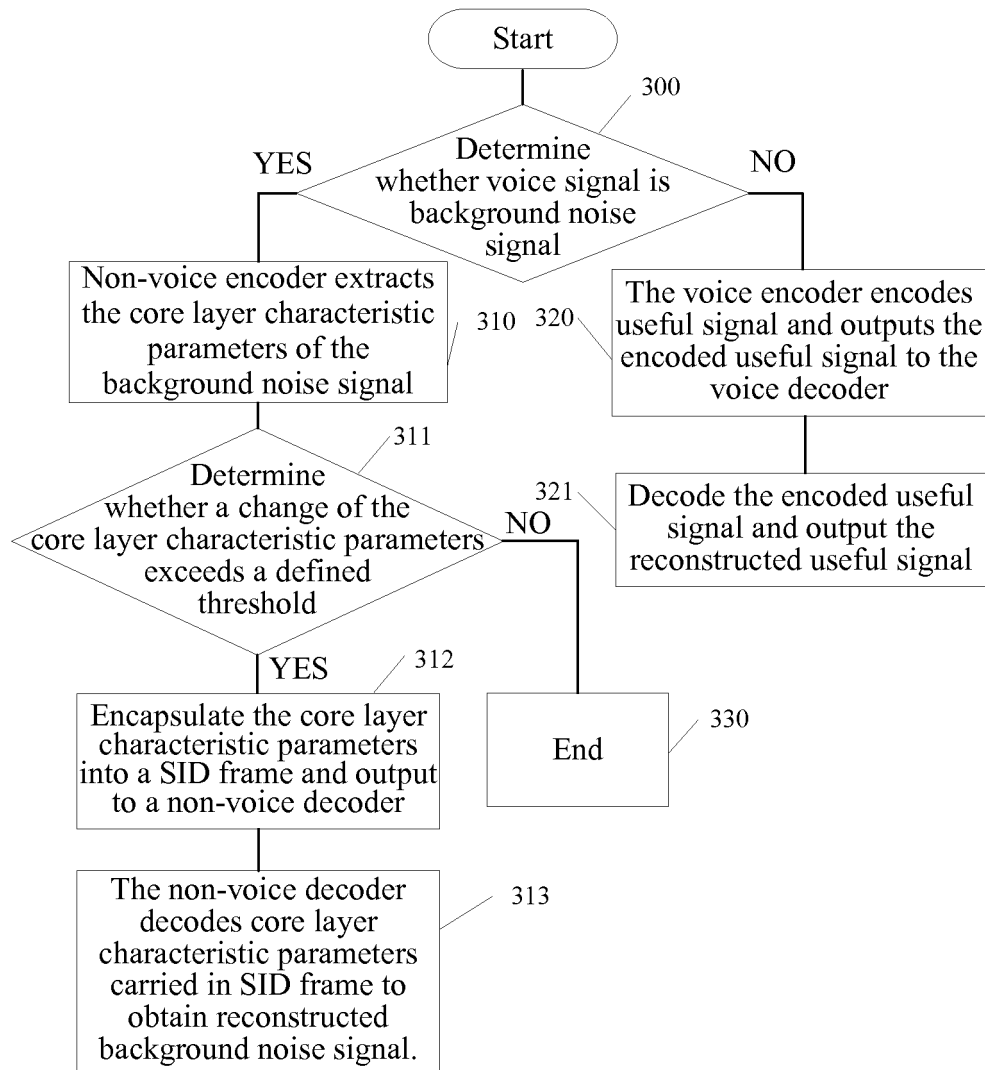 Start
300
Determine
whether voice signal is
background noise
signal
YES
NO
Non-voice encoder extracts
the core layer characteristic
parameters of the
background noise signal
310
320
The voice encoder encodes
useful signal and outputs the
encoded useful signal to the
voice decoder
311
Determine
whether a change of the
core layer characteristic parameters
exceeds a defined
threshold
NO
321
Decode the encoded useful
signal and output the
reconstructed useful signal
YES
312
Encapsulate the core layer
characteristic parameters
into a SID frame and output
to a non-voice decoder
End
330
The non-voice decoder
decodes core layer
characteristic parameters
carried in SID frame to
obtain reconstructed
background noise signal.
313